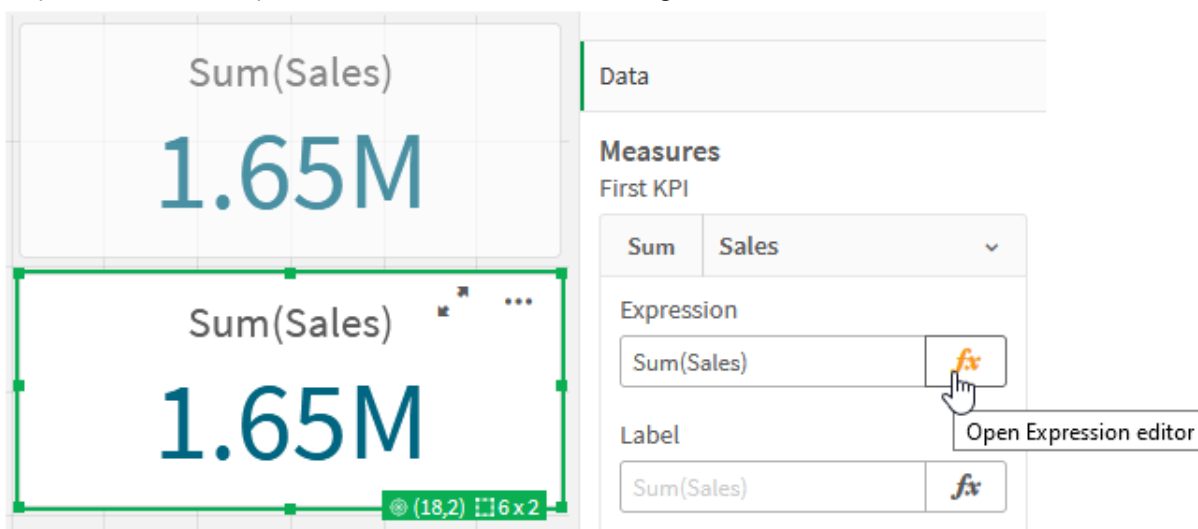 Sum(Sales)
1.65M
Sum(Sales)
1.65M
(18,2) 6 x 2
Data
Measures
First KPI
Sum Sales
Expression
Sum(Sales) fx
Open Expression editor
Label
Sum(Sales) fx